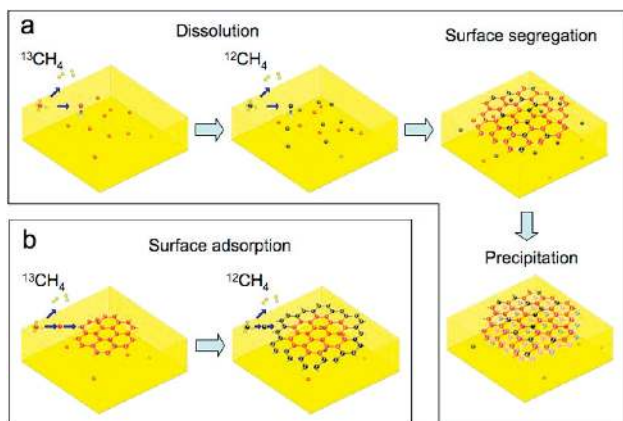 a
Dissolution
Surface segregation
¹³CH₄
¹²CH₄
Precipitation
b
Surface adsorption
¹³CH₄
¹²CH₄